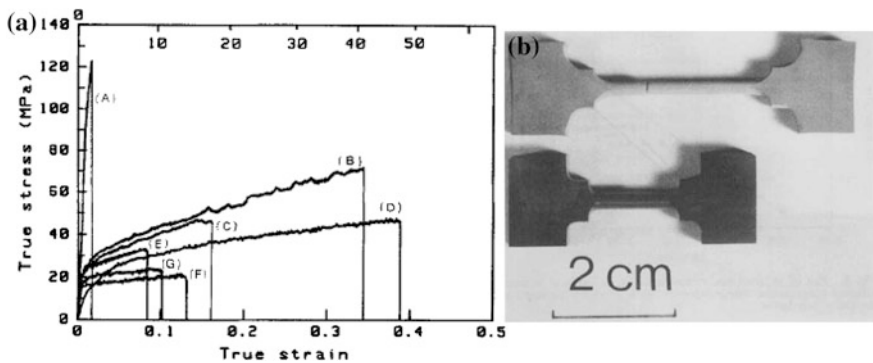 (a)
0 10 20 30 40 50
140
120
100
80
60
40
20
0
True stress (MPa)
(A)
(B)
(C)
(D)
(E)
(G)
(F)
0 0.1 0.2 0.3 0.4 0.5
True strain
(b)
2 cm